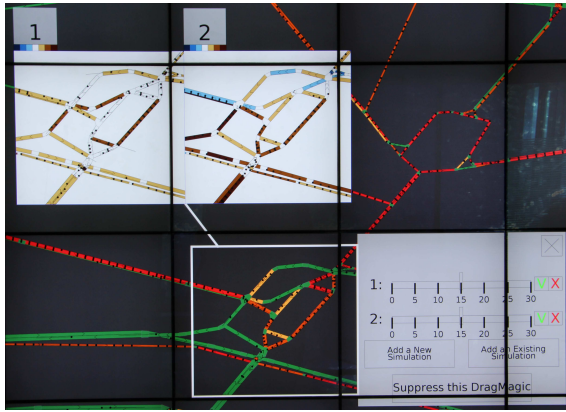 1
2
1:
0 5 10 15 20 25 30
V X
2:
0 5 10 15 20 25 30
V X
Add a New
Simulation
Add an Existing
Simulation
Suppress this DragMagic